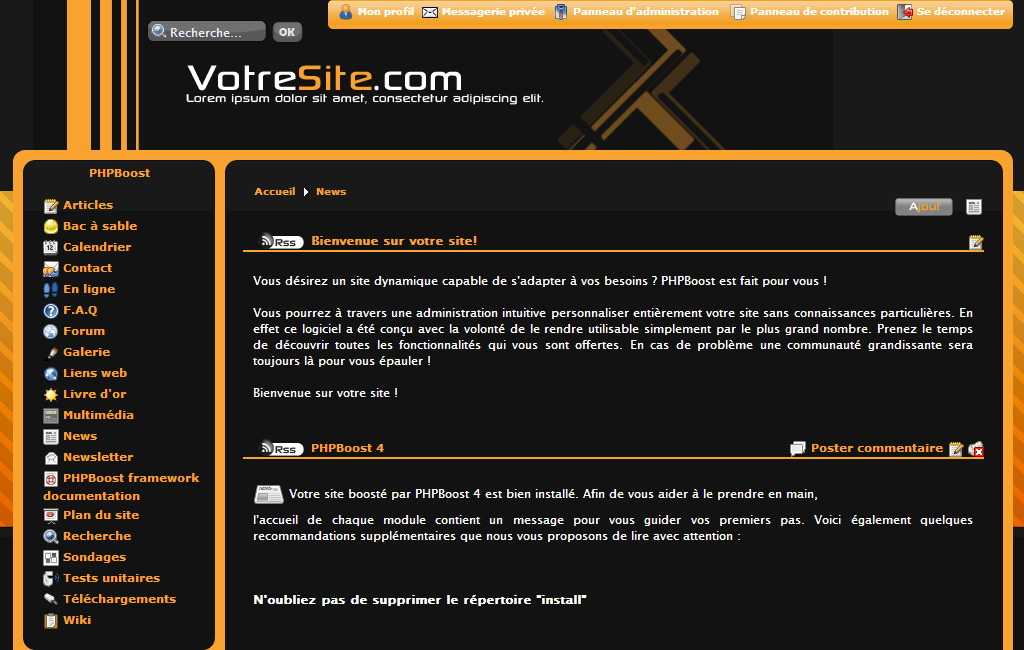 Mon profil Messagerie privée Panneau d'administration Panneau de contribution Se déconnecter
Recherche... OK
VotreSite.com
Lorem ipsum dolor sit amet, consectetur adipiscing elit.
PHPBoost
Articles
Bac à sable
Calendrier
Contact
En ligne
F.A.Q
Forum
Galerie
Liens web
Livre d'or
Multimédia
News
Newsletter
PHPBoost framework
documentation
Plan du site
Recherche
Sondages
Tests unitaires
Téléchargements
Wiki
Accueil News
Ajout
Rss Bienvenue sur votre site!
Vous désirez un site dynamique capable de s'adapter à vos besoins ? PHPBoost est fait pour vous !
Vous pourrez à travers une administration intuitive personnaliser entièrement votre site sans connaissances particulières. En
effet ce logiciel a été conçu avec la volonté de le rendre utilisable simplement par le plus grand nombre. Prenez le temps
de découvrir toutes les fonctionnalités qui vous sont offertes. En cas de problème une communauté grandissante sera
toujours là pour vous épauler !
Bienvenue sur votre site !
Rss PHPBoost 4 Poster commentaire
Votre site boosté par PHPBoost 4 est bien installé. Afin de vous aider à le prendre en main,
l'accueil de chaque module contient un message pour vous guider vos premiers pas. Voici également quelques
recommandations supplémentaires que nous vous proposons de lire avec attention :
N'oubliez pas de supprimer le répertoire "install"